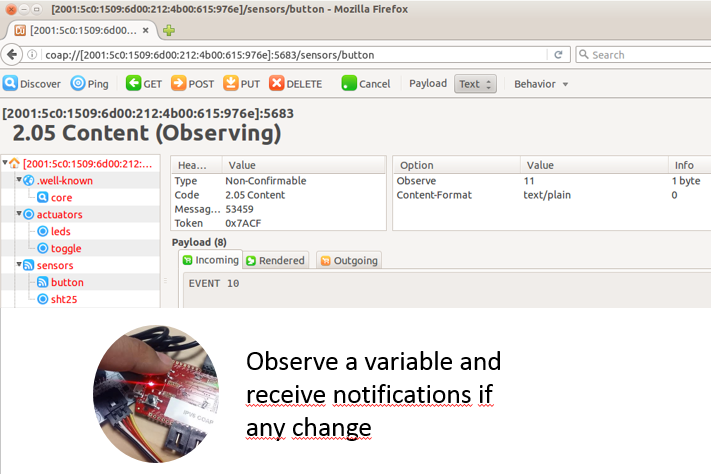 [2001:5c0:1509:6d00:212:4b00:615:976e]/sensors/button - Mozilla Firefox
[2001:5c0:1509:6d00:...
coap://[2001:5c0:1509:6d00:212:4b00:615:976e]:5683/sensors/button Search
Discover Ping GET POST PUT DELETE Cancel Payload Text Behavior
[2001:5c0:1509:6d00:212:4b00:615:976e]:5683
2.05 Content (Observing)
[2001:5c0:1509:6d00:212:...
.well-known
core
actuators
leds
toggle
sensors
button
sht25
Hea... Value
Type Non-Confirmable
Code 2.05 Content
Messag... 53459
Token 0x7ACF
Option Value Info
Observe 11 1 byte
Content-Format text/plain 0
Payload (8)
Incoming Rendered Outgoing
EVENT 10
Observe a variable and
receive notifications if
any change